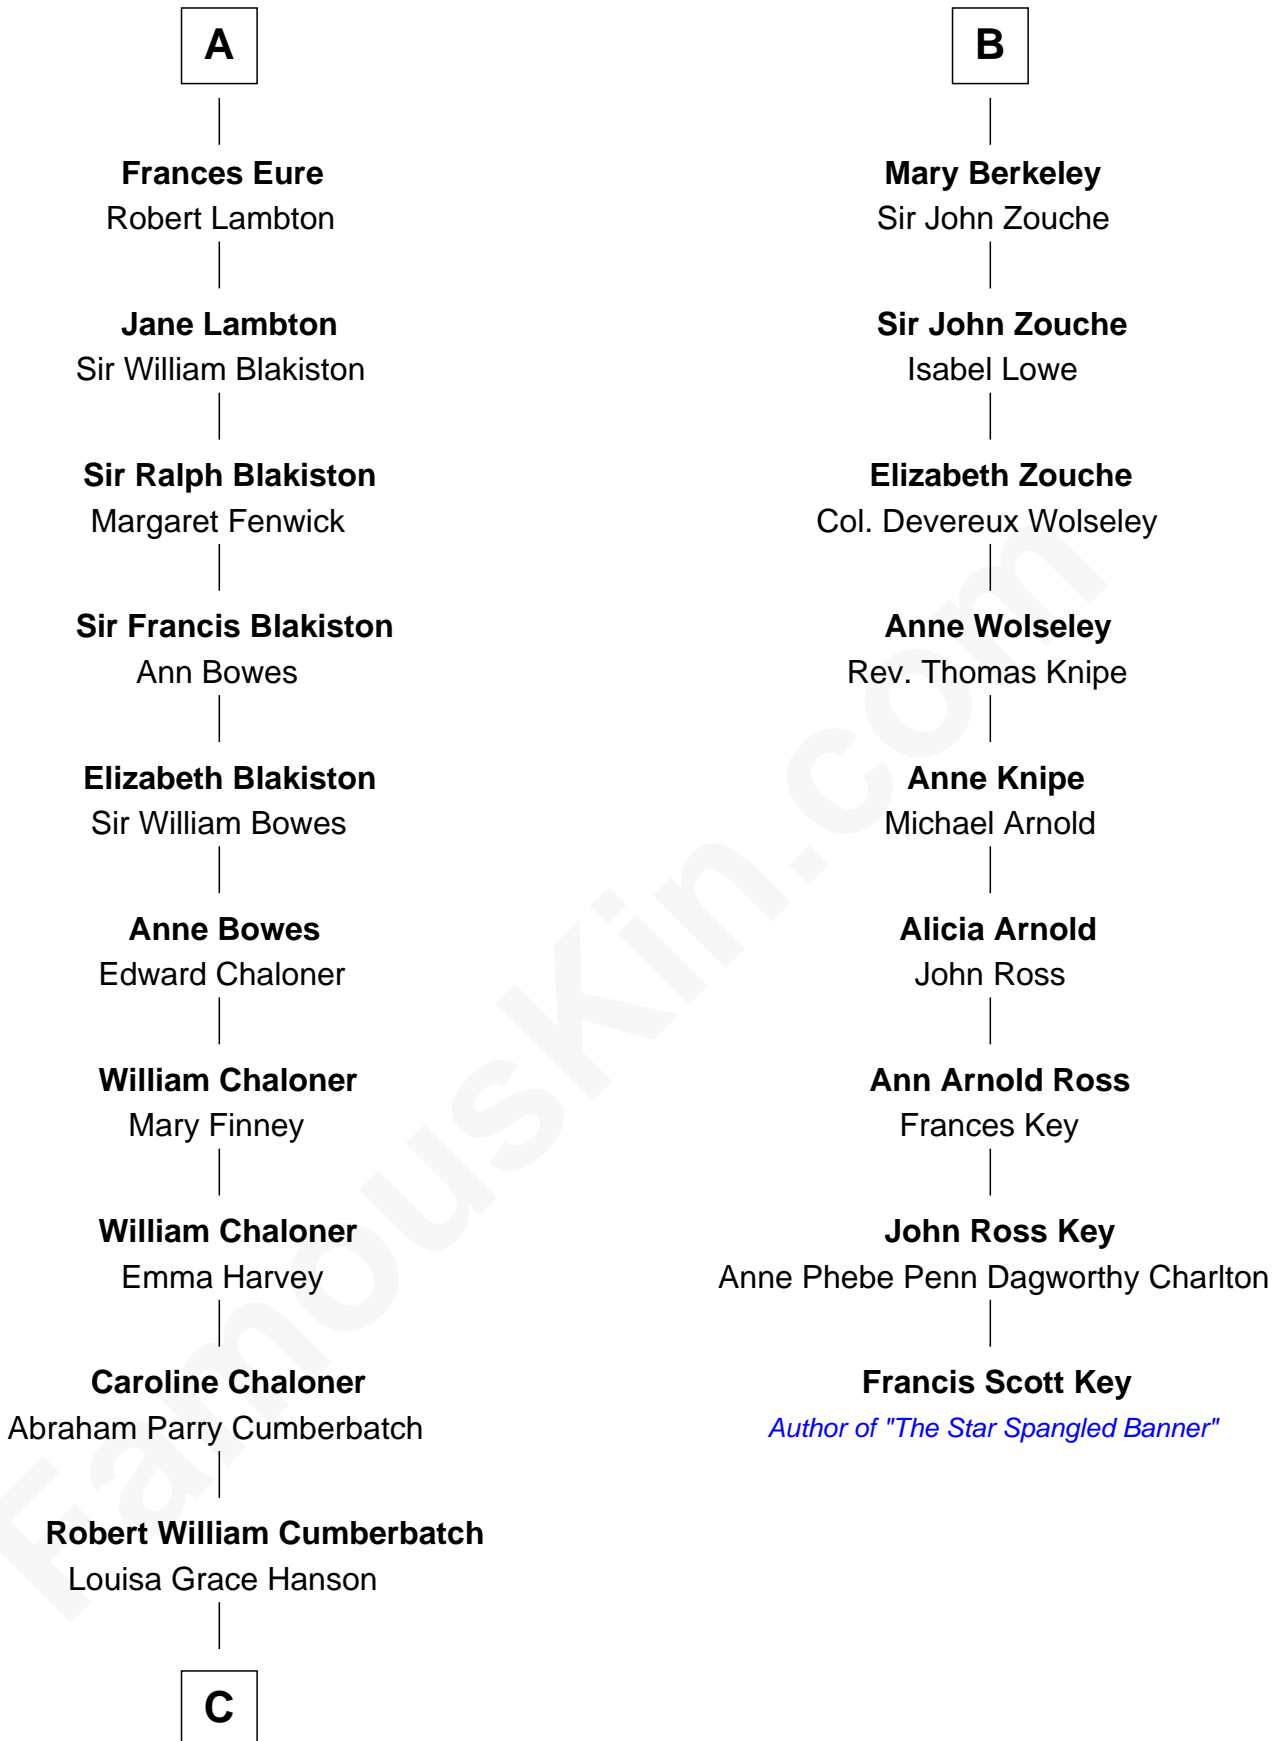 A
Frances Eure
Robert Lambton
Jane Lambton
Sir William Blakiston
Sir Ralph Blakiston
Margaret Fenwick
Sir Francis Blakiston
Ann Bowes
Elizabeth Blakiston
Sir William Bowes
Anne Bowes
Edward Chaloner
William Chaloner
Mary Finney
William Chaloner
Emma Harvey
Caroline Chaloner
Abraham Parry Cumberbatch
Robert William Cumberbatch
Louisa Grace Hanson
C
B
Mary Berkeley
Sir John Zouche
Sir John Zouche
Isabel Lowe
Elizabeth Zouche
Col. Devereux Wolseley
Anne Wolseley
Rev. Thomas Knipe
Anne Knipe
Michael Arnold
Alicia Arnold
John Ross
Ann Arnold Ross
Frances Key
John Ross Key
Anne Phebe Penn Dagworthy Charlton
Francis Scott Key
Author of "The Star Spangled Banner"
FamousKin.com